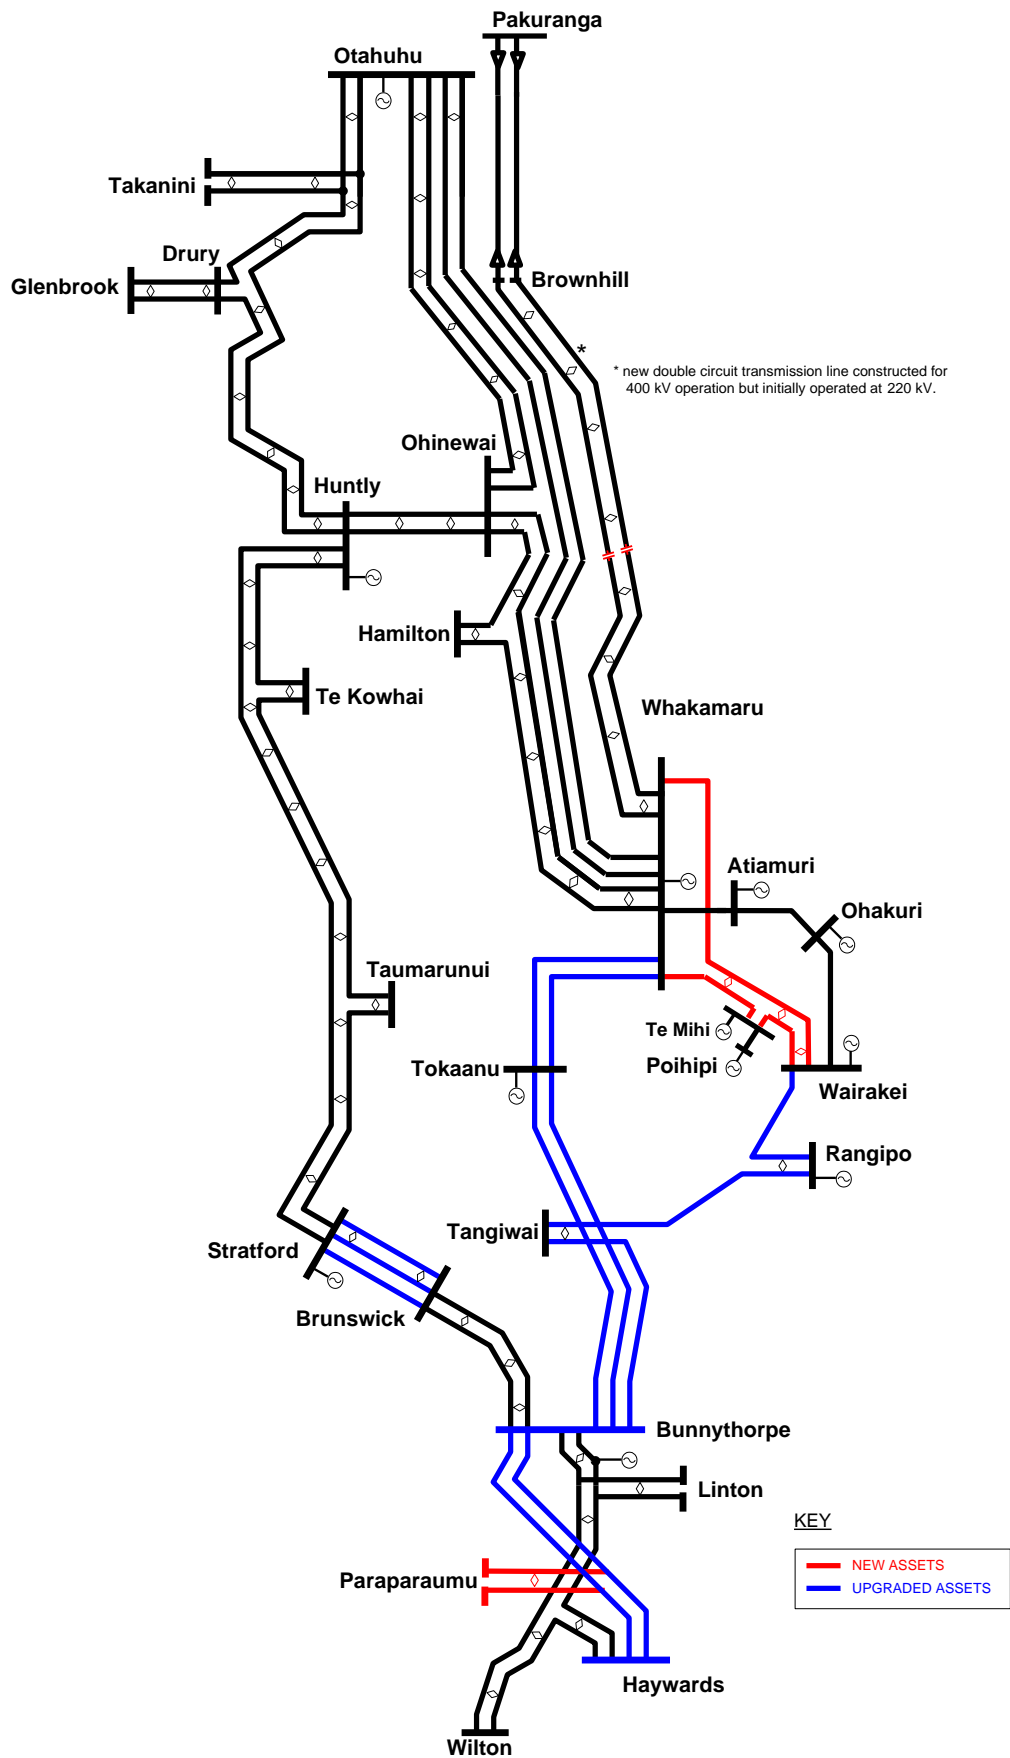 Pakuranga
Otahuhu
Takanini
Drury
Glenbrook
Brownhill
*
* new double circuit transmission line constructed for
400 kV operation but initially operated at 220 kV.
Ohinewai
Huntly
Hamilton
Te Kowhai
Whakamaru
Atiamuri
Ohakuri
Taumarunui
Te Mihi
Poihipi
Tokaanu
Wairakei
Rangipo
Tangiwai
Stratford
Brunswick
Bunnythorpe
Linton
KEY
NEW ASSETS
UPGRADED ASSETS
Paraparaumu
Haywards
Wilton